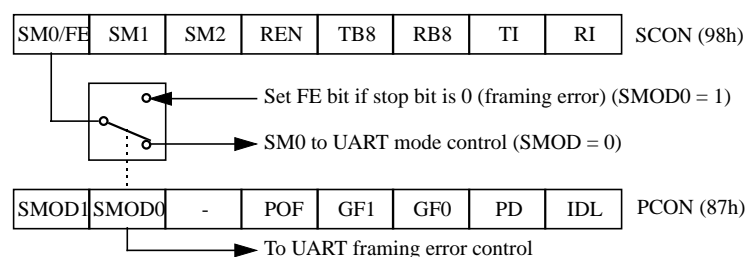 SM0/FE SM1 SM2 REN TB8 RB8 TI RI SCON (98h)
Set FE bit if stop bit is 0 (framing error) (SMOD0 = 1)
SM0 to UART mode control (SMOD = 0)
SMOD1 SMOD0 - POF GF1 GF0 PD IDL PCON (87h)
To UART framing error control